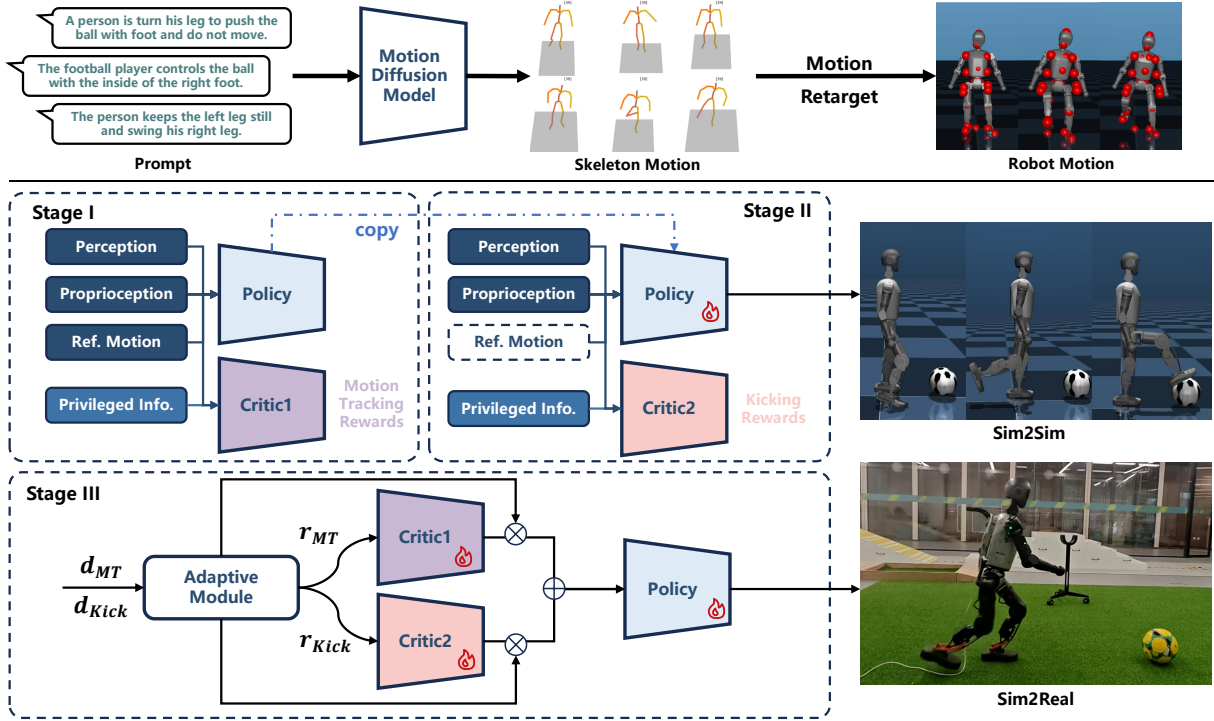 A person is turn his leg to push the
ball with foot and do not move.
The football player controls the ball
with the inside of the right foot.
The person keeps the left leg still
and swing his right leg.
Prompt
Motion
Diffusion
Model
Skeleton Motion
Motion
Retarget
Robot Motion
Stage I
Perception
Proprioception
Ref. Motion
Privileged Info.
Policy
Critic1
Motion
Tracking
Rewards
copy
Stage II
Perception
Proprioception
Ref. Motion
Privileged Info.
Policy
Critic2
Kicking
Rewards
Sim2Sim
Stage III
d_MT
d_Kick
Adaptive
Module
r_MT
r_Kick
Critic1
Critic2
Policy
Sim2Real